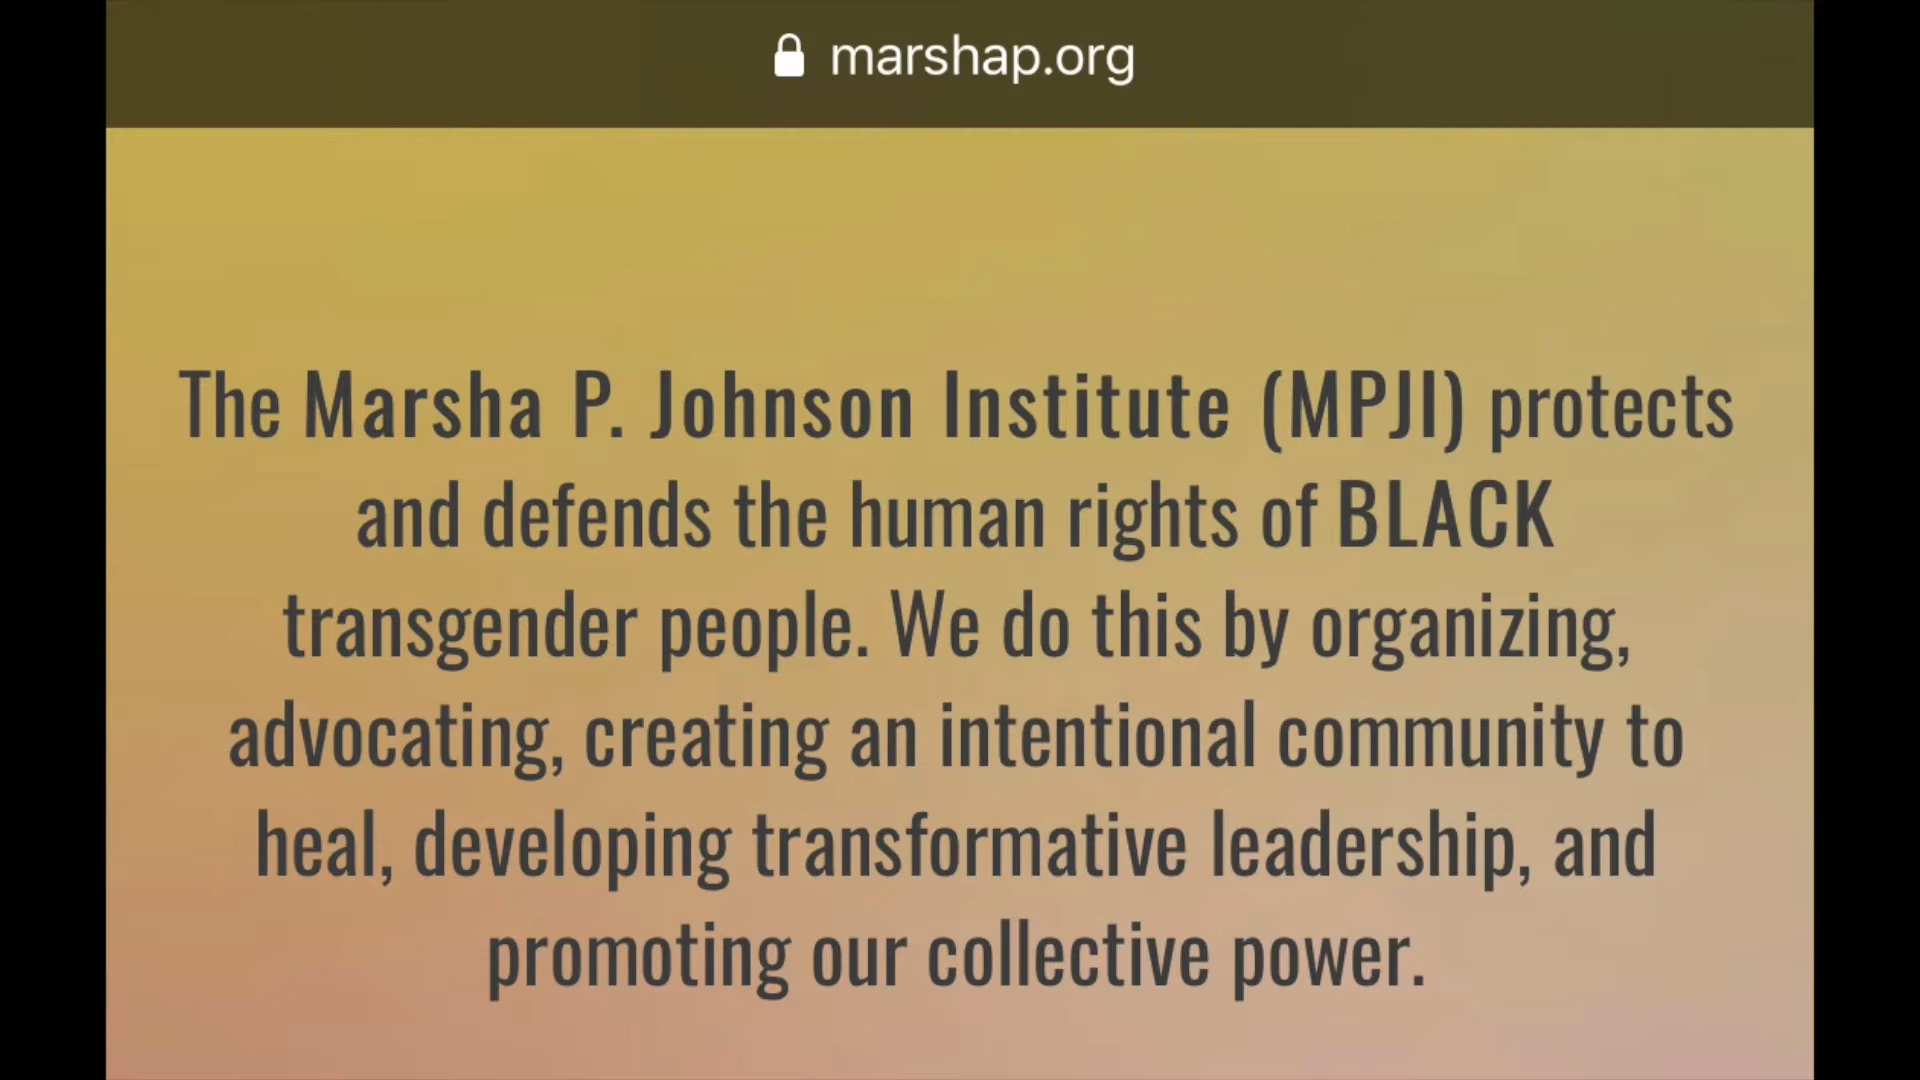 marshap.org
The Marsha P. Johnson Institute (MPJI) protects
and defends the human rights of BLACK
transgender people. We do this by organizing,
advocating, creating an intentional community to
heal, developing transformative leadership, and
promoting our collective power.